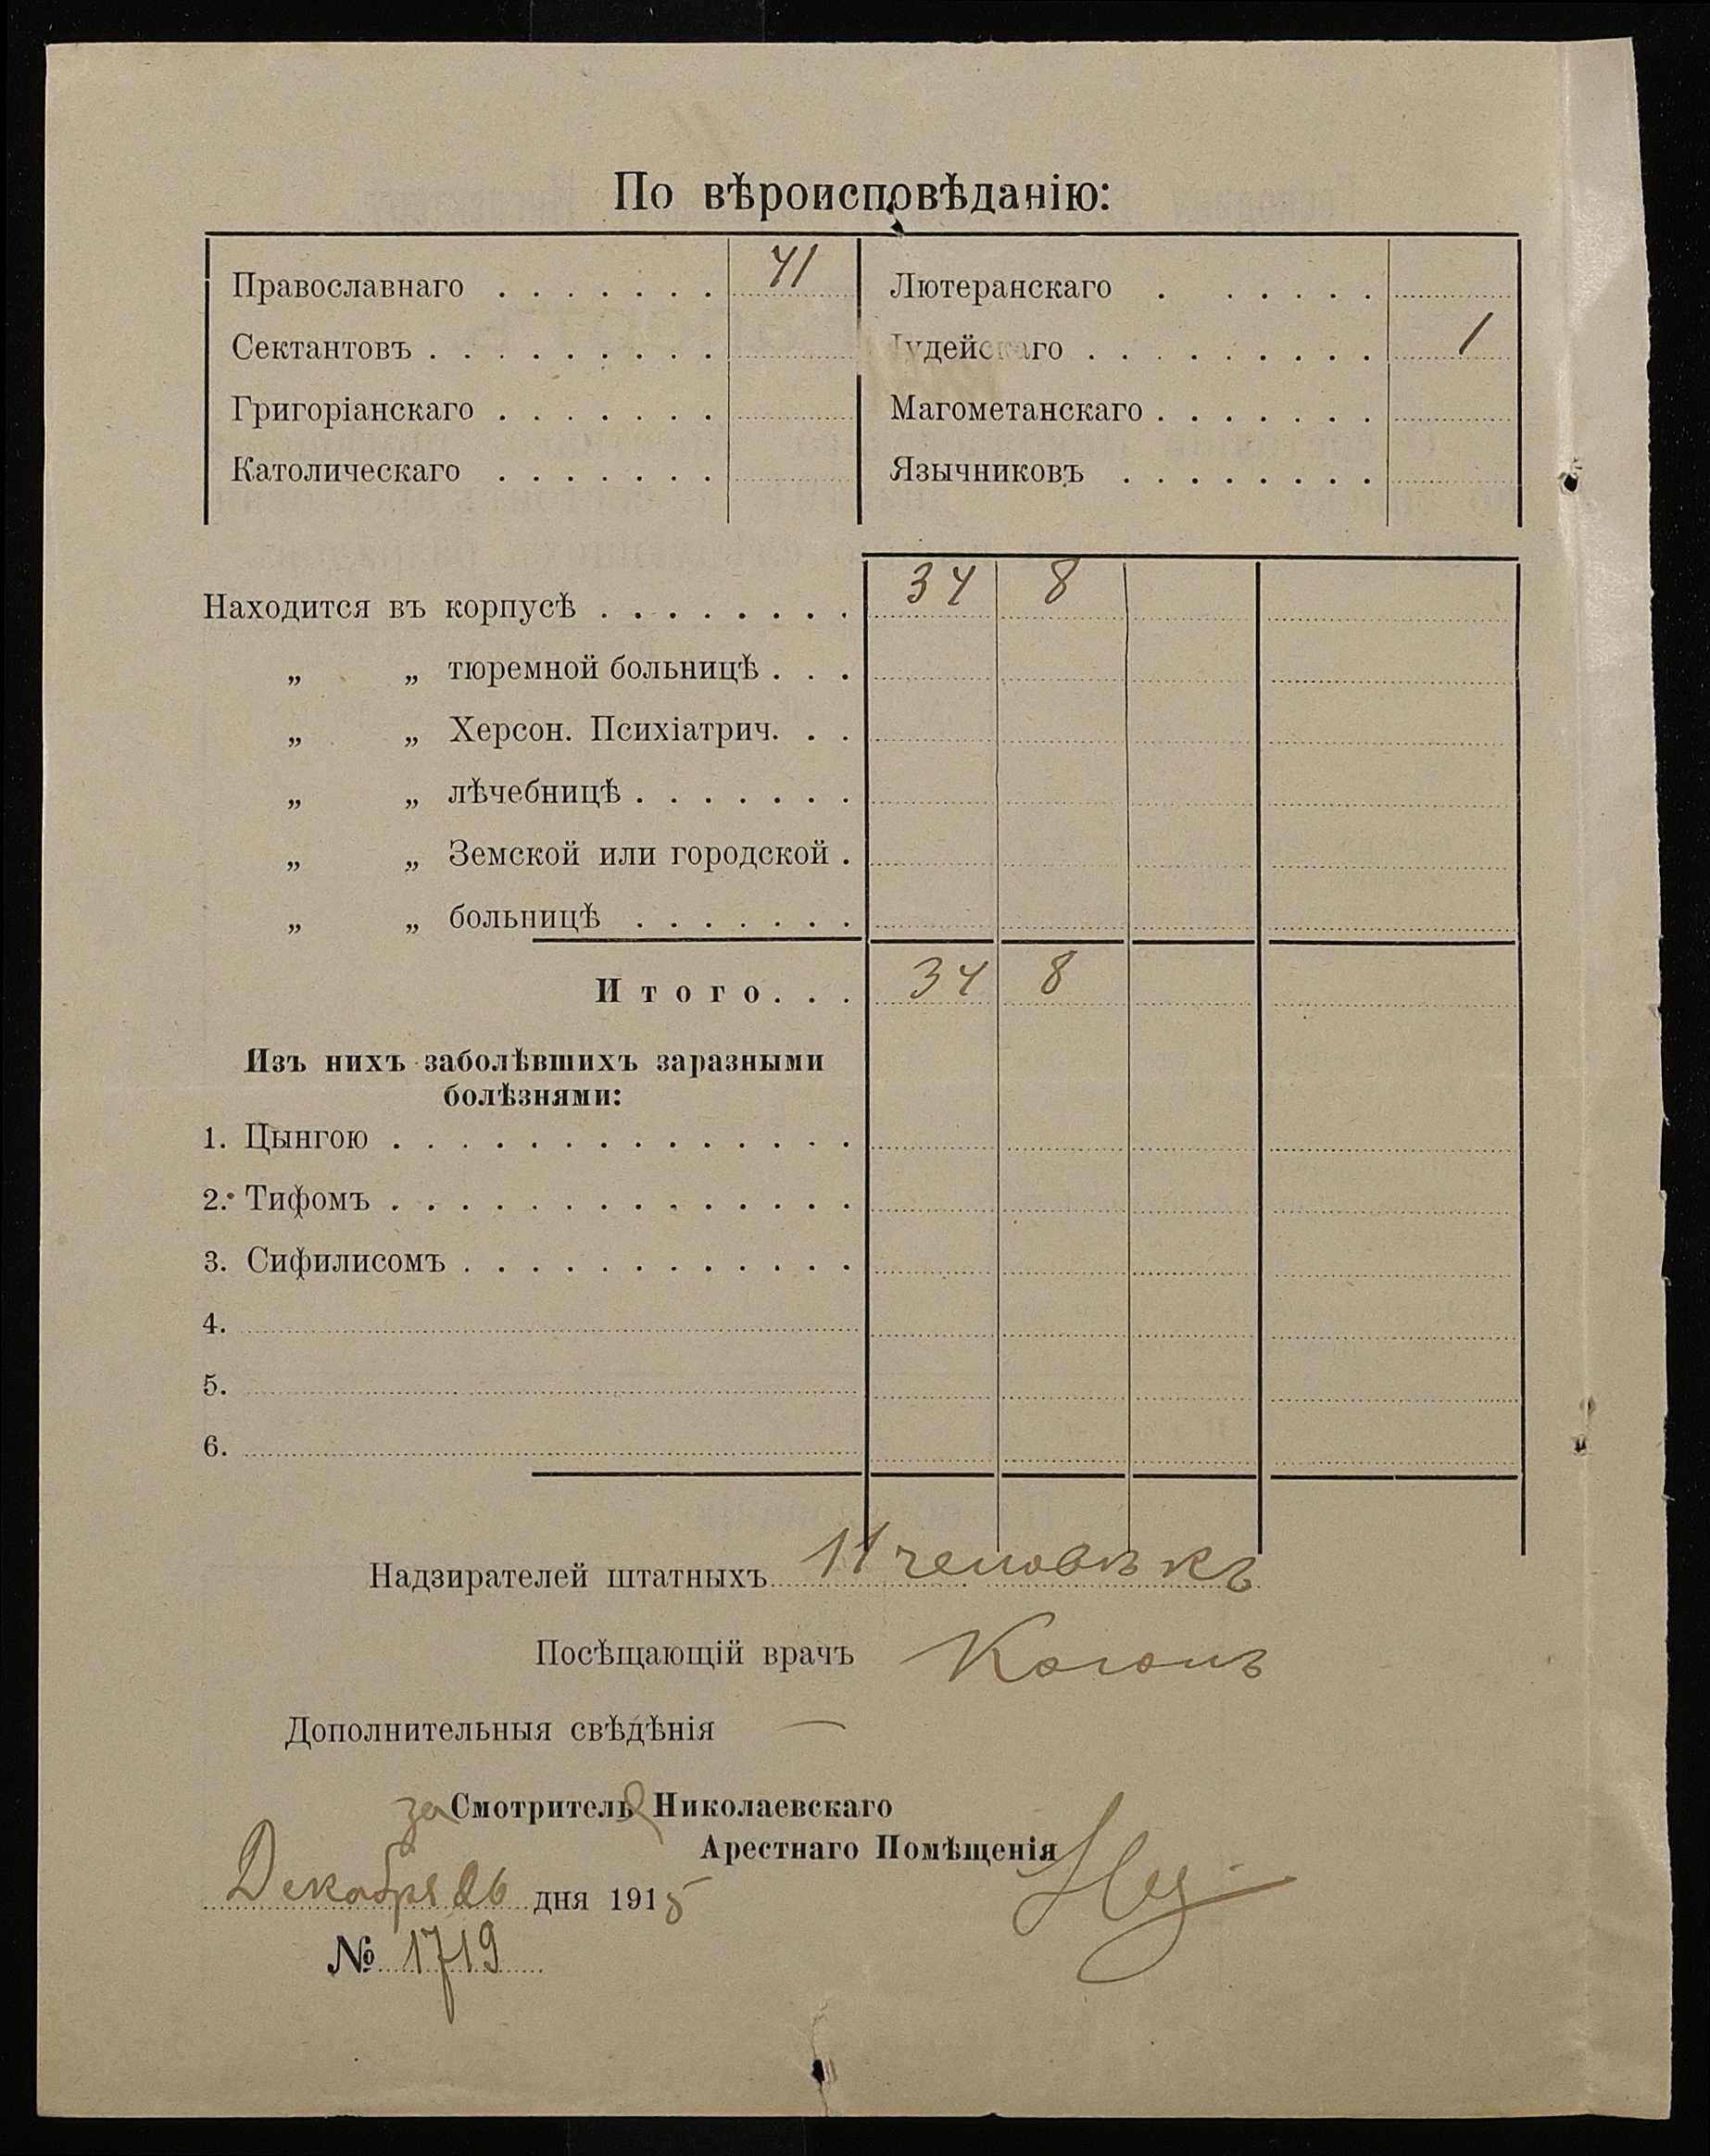 По вѣроисповѣданію:
Православнаго . . . . . . . 41
Лютеранскаго . . . . . .
Сектантовъ . . . . . . . . .
Іудейскаго . . . . . . . . . 1
Григоріанскаго . . . . . . .
Магометанскаго . . . . . . .
Католическаго . . . . . . .
Язычниковъ . . . . . . . .
Находится въ корпусѣ . . . . . . . . 34 8
„ „ тюремной больницѣ . . .
„ „ Херсон. Психіатрич. . .
„ „ лѣчебницѣ . . . . . . .
„ „ Земской или городской .
„ „ больницѣ . . . . . . .
Итого . . . 34 8
Изъ нихъ заболѣвшихъ заразными
болѣзнями:
1. Цынгою . . . . . . . . . . . . . .
2. Тифомъ . . . . . . . . . . . . . .
3. Сифилисомъ . . . . . . . . . . . .
4.
5.
6.
Надзирателей штатныхъ 11 человѣкъ
Посѣщающій врачъ Коганъ
Дополнительныя свѣдѣнія —
за Смотрителя Николаевскаго
Арестнаго Помѣщенія
Декабря 26 дня 1915
№ 1719